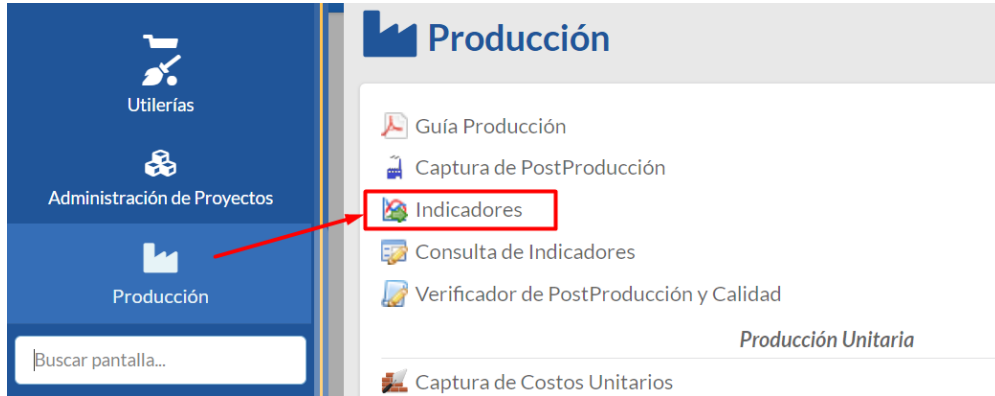 Utilerías
Administración de Proyectos
Producción
Buscar pantalla...
Producción
Guía Producción
Captura de PostProducción
Indicadores
Consulta de Indicadores
Verificador de PostProducción y Calidad
Producción Unitaria
Captura de Costos Unitarios